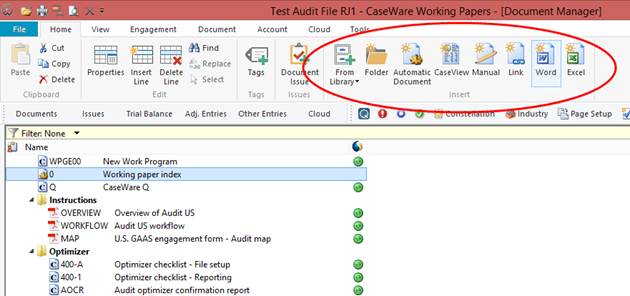 Test Audit File RJ1 - CaseWare Working Papers - [Document Manager]
File Home View Engagement Document Account Cloud Tools
Paste Cut Copy Delete
Clipboard
Properties Insert Line Delete Line Find Replace Select
Editing
Tags
Tags
Document Issue
Issues
From Library Folder Automatic Document CaseView Manual Link Word Excel
Insert
Documents Issues Trial Balance Adj. Entries Other Entries Cloud Constellation Industry Page Setup
Filter: None
Name
WPGE00 New Work Program
0 Working paper index
Q CaseWare Q
Instructions
OVERVIEW Overview of Audit US
WORKFLOW Audit US workflow
MAP U.S. GAAS engagement form - Audit map
Optimizer
400-A Optimizer checklist - File setup
400-1 Optimizer checklist - Reporting
AOCR Audit optimizer confirmation report